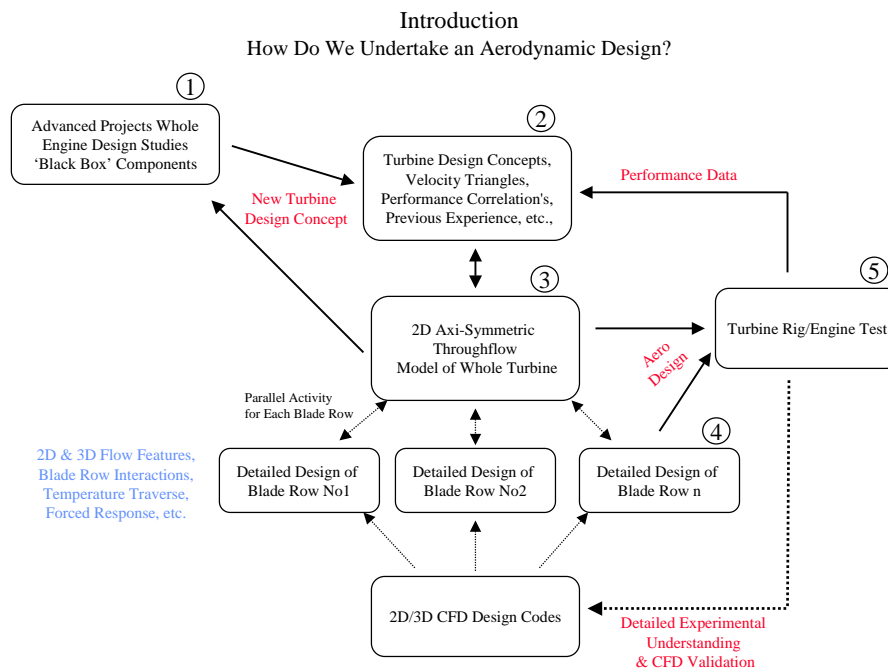 Introduction
How Do We Undertake an Aerodynamic Design?
1
Advanced Projects Whole
Engine Design Studies
‘Black Box’ Components
2
Turbine Design Concepts,
Velocity Triangles,
Performance Correlation's,
Previous Experience, etc.,
Performance Data
New Turbine
Design Concept
3
2D Axi-Symmetric
Throughflow
Model of Whole Turbine
5
Turbine Rig/Engine Test
Aero
Design
Parallel Activity
for Each Blade Row
2D & 3D Flow Features,
Blade Row Interactions,
Temperature Traverse,
Forced Response, etc.
Detailed Design of
Blade Row No1
Detailed Design of
Blade Row No2
4
Detailed Design of
Blade Row n
2D/3D CFD Design Codes
Detailed Experimental
Understanding
& CFD Validation